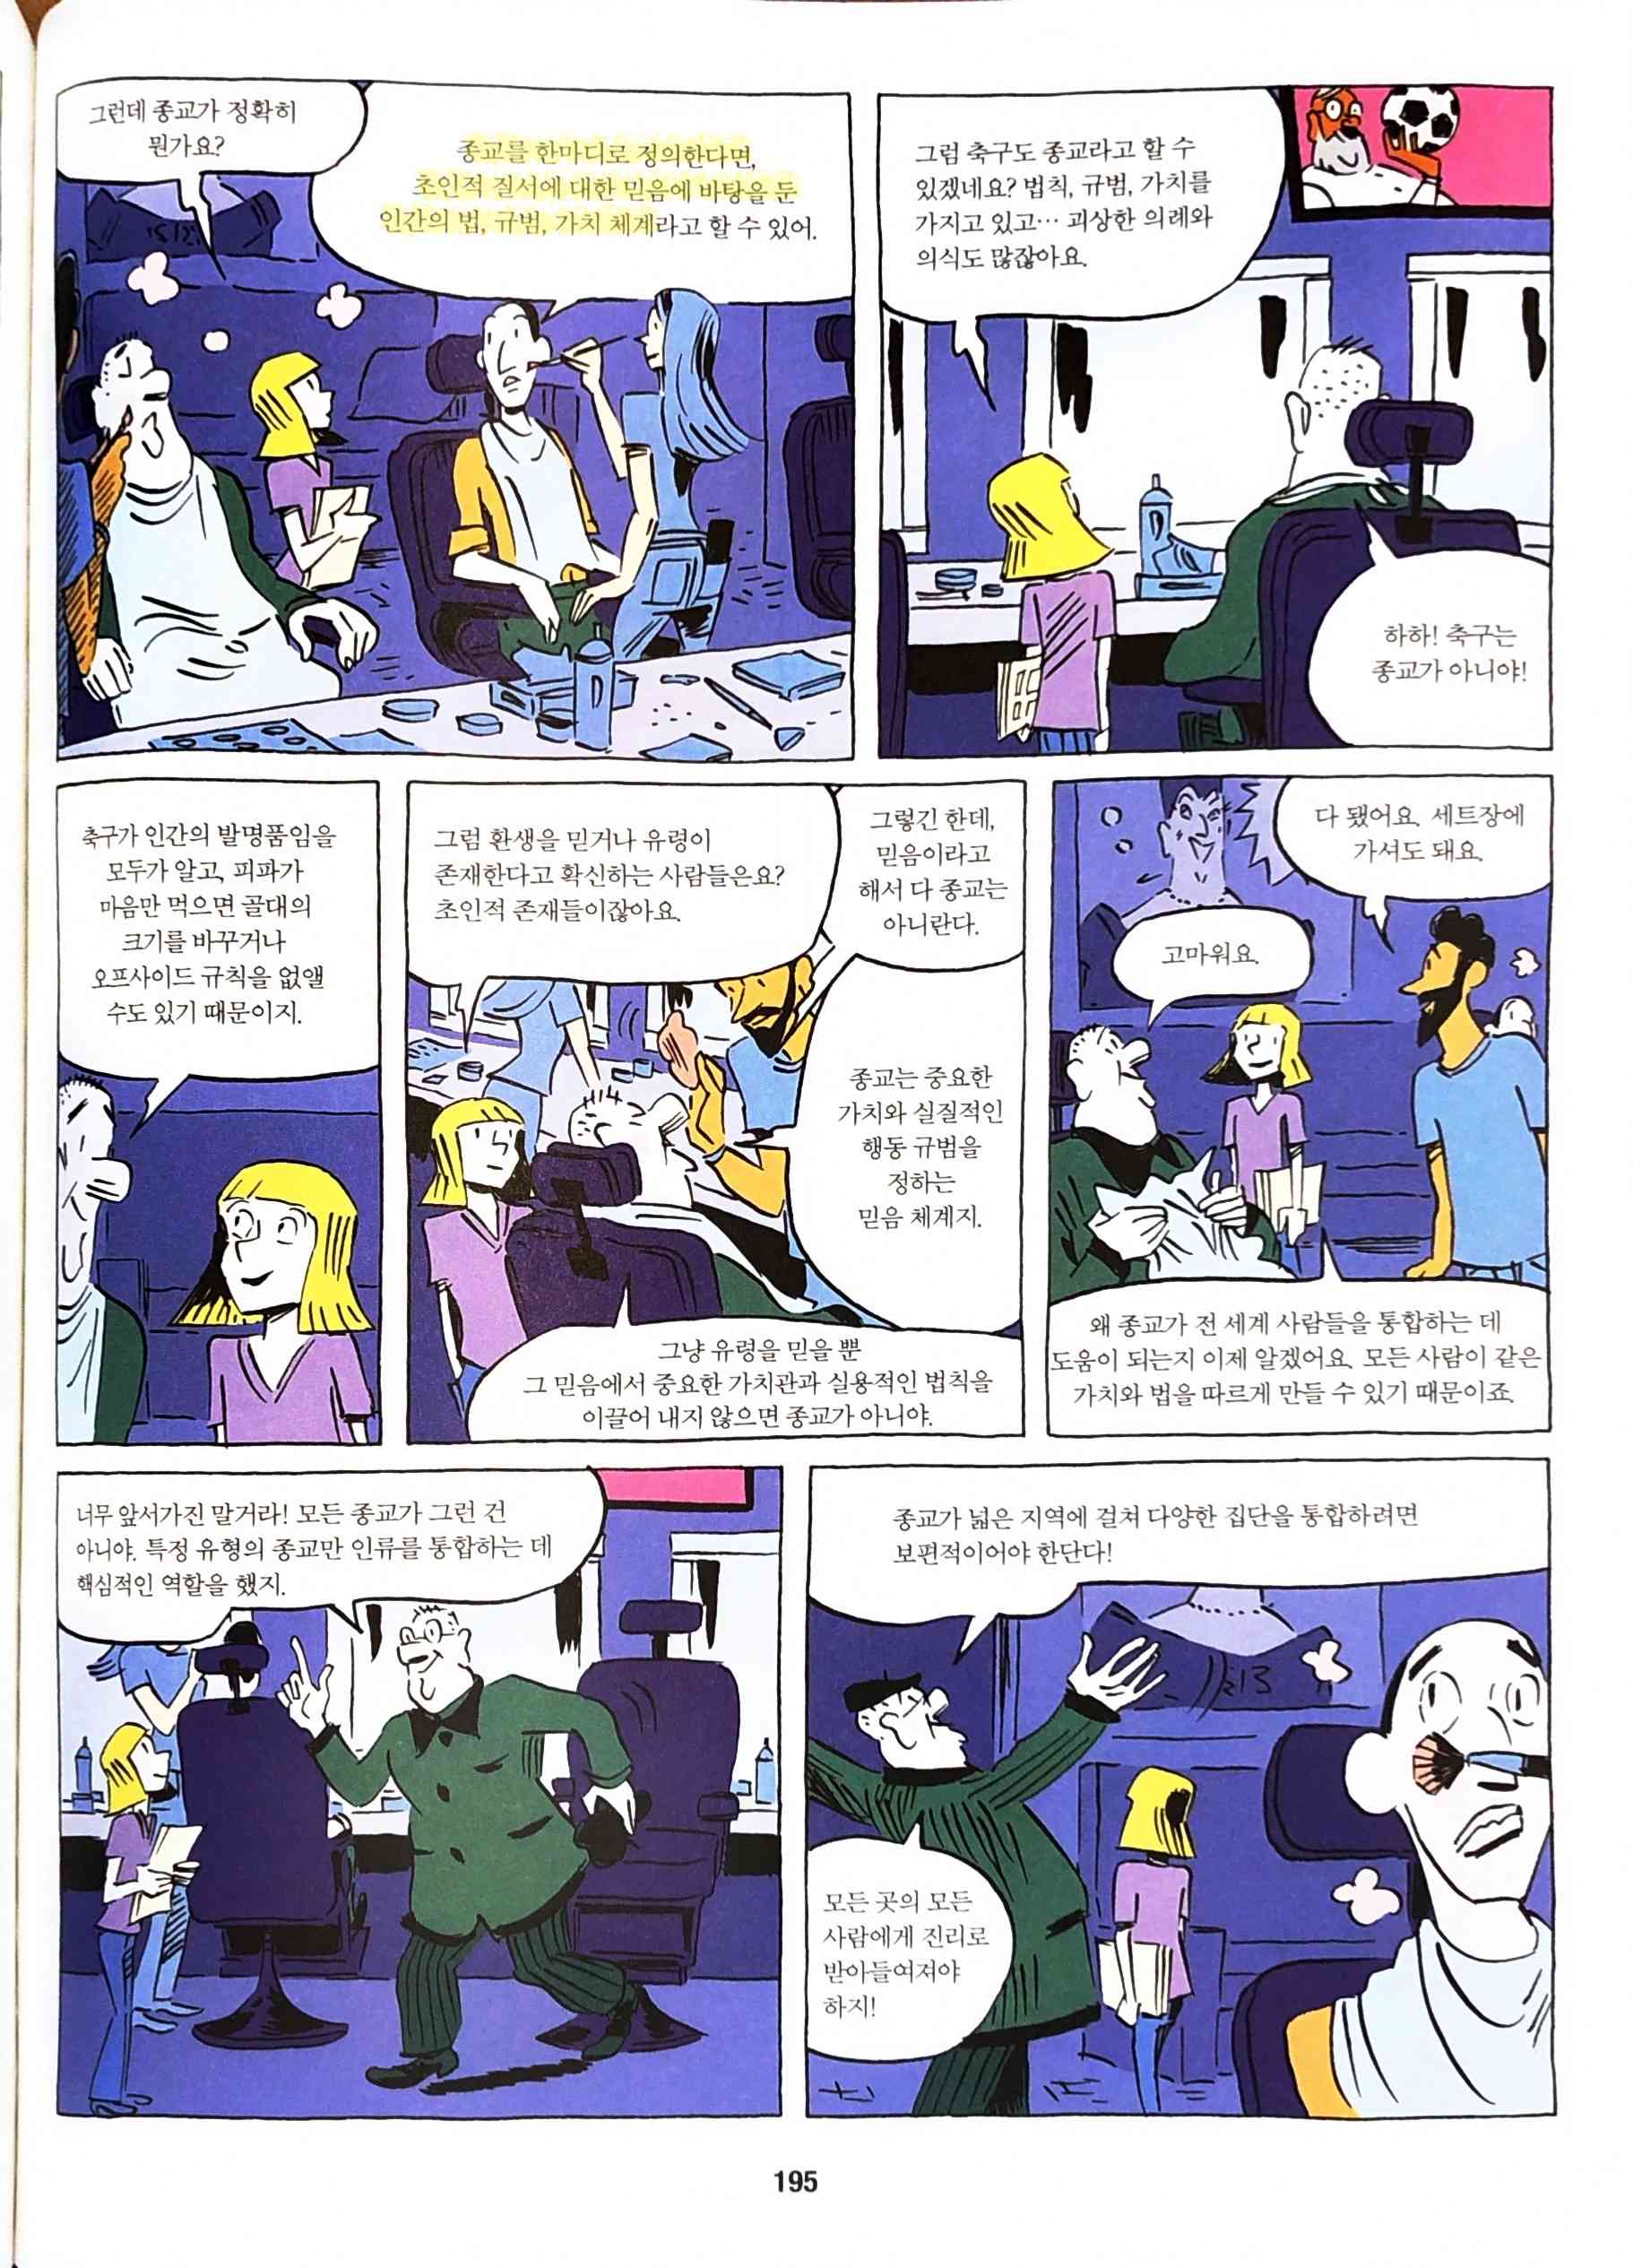 그런데 종교가 정확히
뭔가요?
종교를 한마디로 정의한다면,
초인적 질서에 대한 믿음에 바탕을 둔
인간의 법, 규범, 가치 체계라고 할 수 있어.
그럼 축구도 종교라고 할 수
있겠네요? 법칙, 규범, 가치를
가지고 있고… 괴상한 의례와
의식도 많잖아요.
하하! 축구는
종교가 아니야!
축구가 인간의 발명품임을
모두가 알고, 피파가
마음만 먹으면 골대의
크기를 바꾸거나
오프사이드 규칙을 없앨
수도 있기 때문이지.
그럼 환생을 믿거나 유령이
존재한다고 확신하는 사람들은요?
초인적 존재들이잖아요.
그렇긴 한데,
믿음이라고
해서 다 종교는
아니란다.
종교는 중요한
가치와 실질적인
행동 규범을
정하는
믿음 체계지.
그냥 유령을 믿을 뿐
그 믿음에서 중요한 가치관과 실용적인 법칙을
이끌어 내지 않으면 종교가 아니야.
다 됐어요. 세트장에
가셔도 돼요.
고마워요.
왜 종교가 전 세계 사람들을 통합하는 데
도움이 되는지 이제 알겠어요. 모든 사람이 같은
가치와 법을 따르게 만들 수 있기 때문이죠.
너무 앞서가진 말거라! 모든 종교가 그런 건
아니야. 특정 유형의 종교만 인류를 통합하는 데
핵심적인 역할을 했지.
종교가 넓은 지역에 걸쳐 다양한 집단을 통합하려면
보편적이어야 한단다!
모든 곳의 모든
사람에게 진리로
받아들여져야
하지!
195